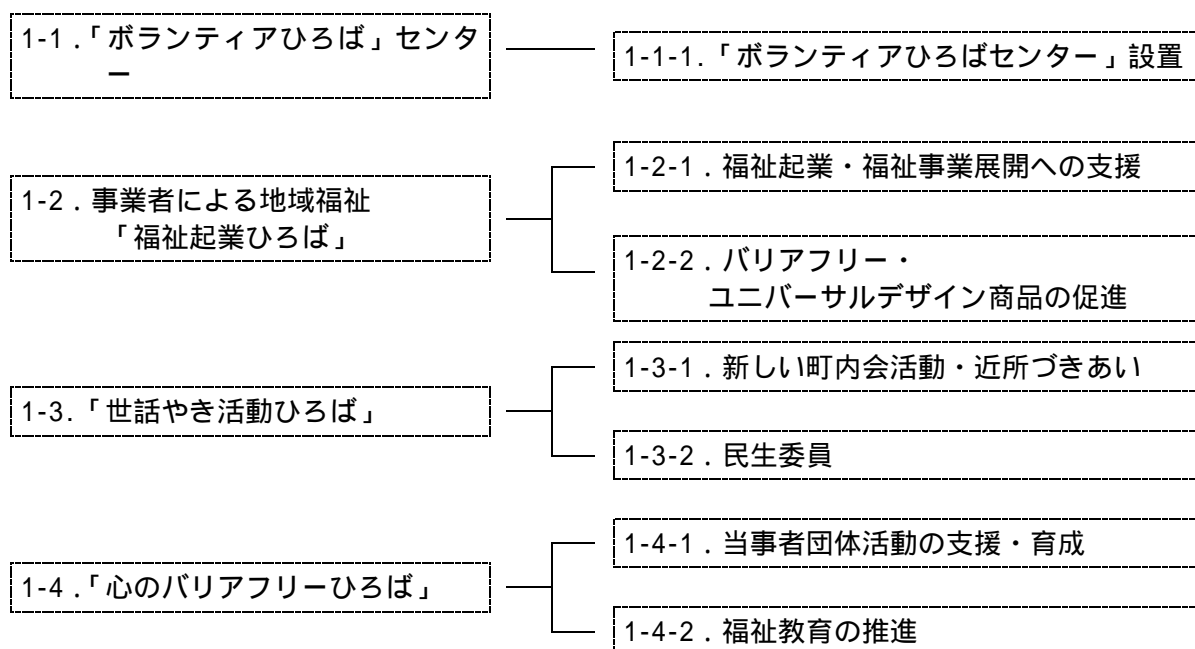 1-1．「ボランティアひろば」センタ
ー
1-1-1．「ボランティアひろばセンター」設置
1-2．事業者による地域福祉
「福祉起業ひろば」
1-2-1．福祉起業・福祉事業展開への支援
1-2-2．バリアフリー・
ユニバーサルデザイン商品の促進
1-3．「世話やき活動ひろば」
1-3-1．新しい町内会活動・近所づきあい
1-3-2．民生委員
1-4．「心のバリアフリーひろば」
1-4-1．当事者団体活動の支援・育成
1-4-2．福祉教育の推進